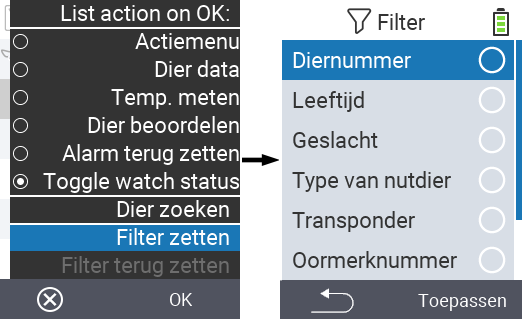 List action on OK:
Actiemenu
Dier data
Temp. meten
Dier beoordelen
Alarm terug zetten
Toggle watch status
Dier zoeken
Filter zetten
Filter terug zetten
OK
Filter
Diernummer
Leeftijd
Geslacht
Type van nutdier
Transponder
Oormerknummer
Toepassen